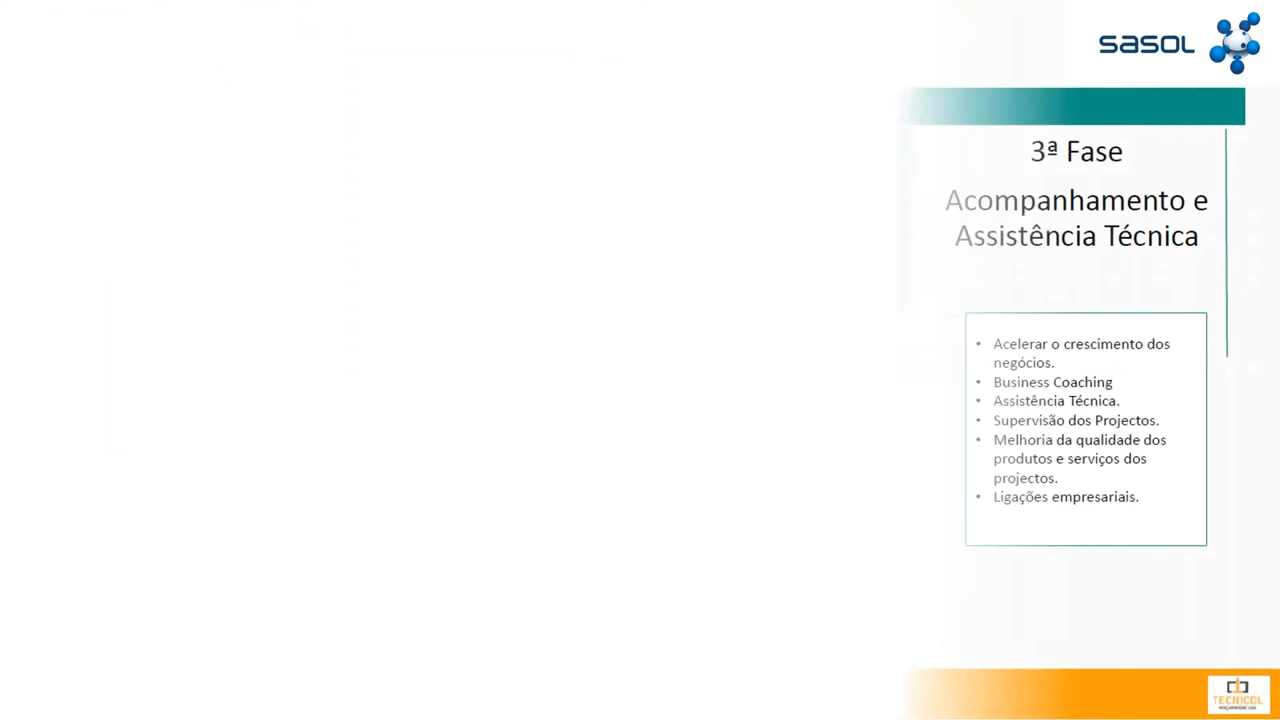 sasol
3ª Fase
Acompanhamento e
Assistência Técnica
• Acelerar o crescimento dos
negócios.
• Business Coaching
• Assistência Técnica.
• Supervisão dos Projectos.
• Melhoria da qualidade dos
produtos e serviços dos
projectos.
• Ligações empresariais.
TECNICOL